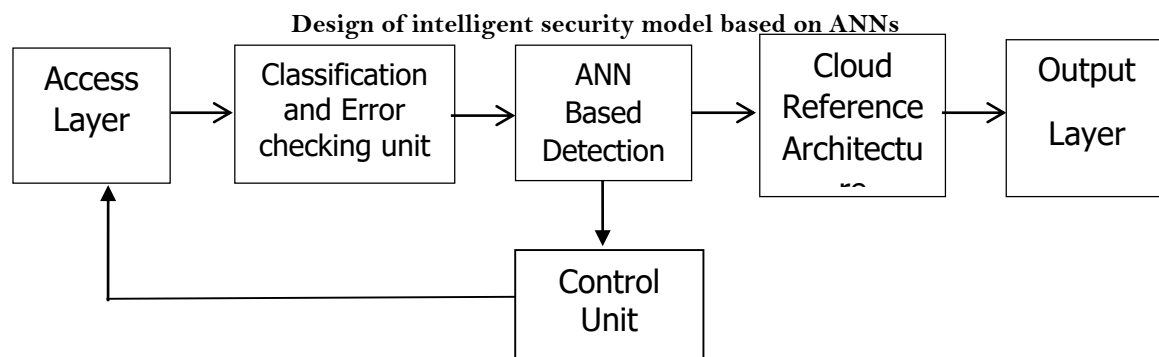 Design of intelligent security model based on ANNs
Access
Layer
Classification
and Error
checking unit
ANN
Based
Detection
Cloud
Reference
Architectu
re
Output
Layer
Control
Unit